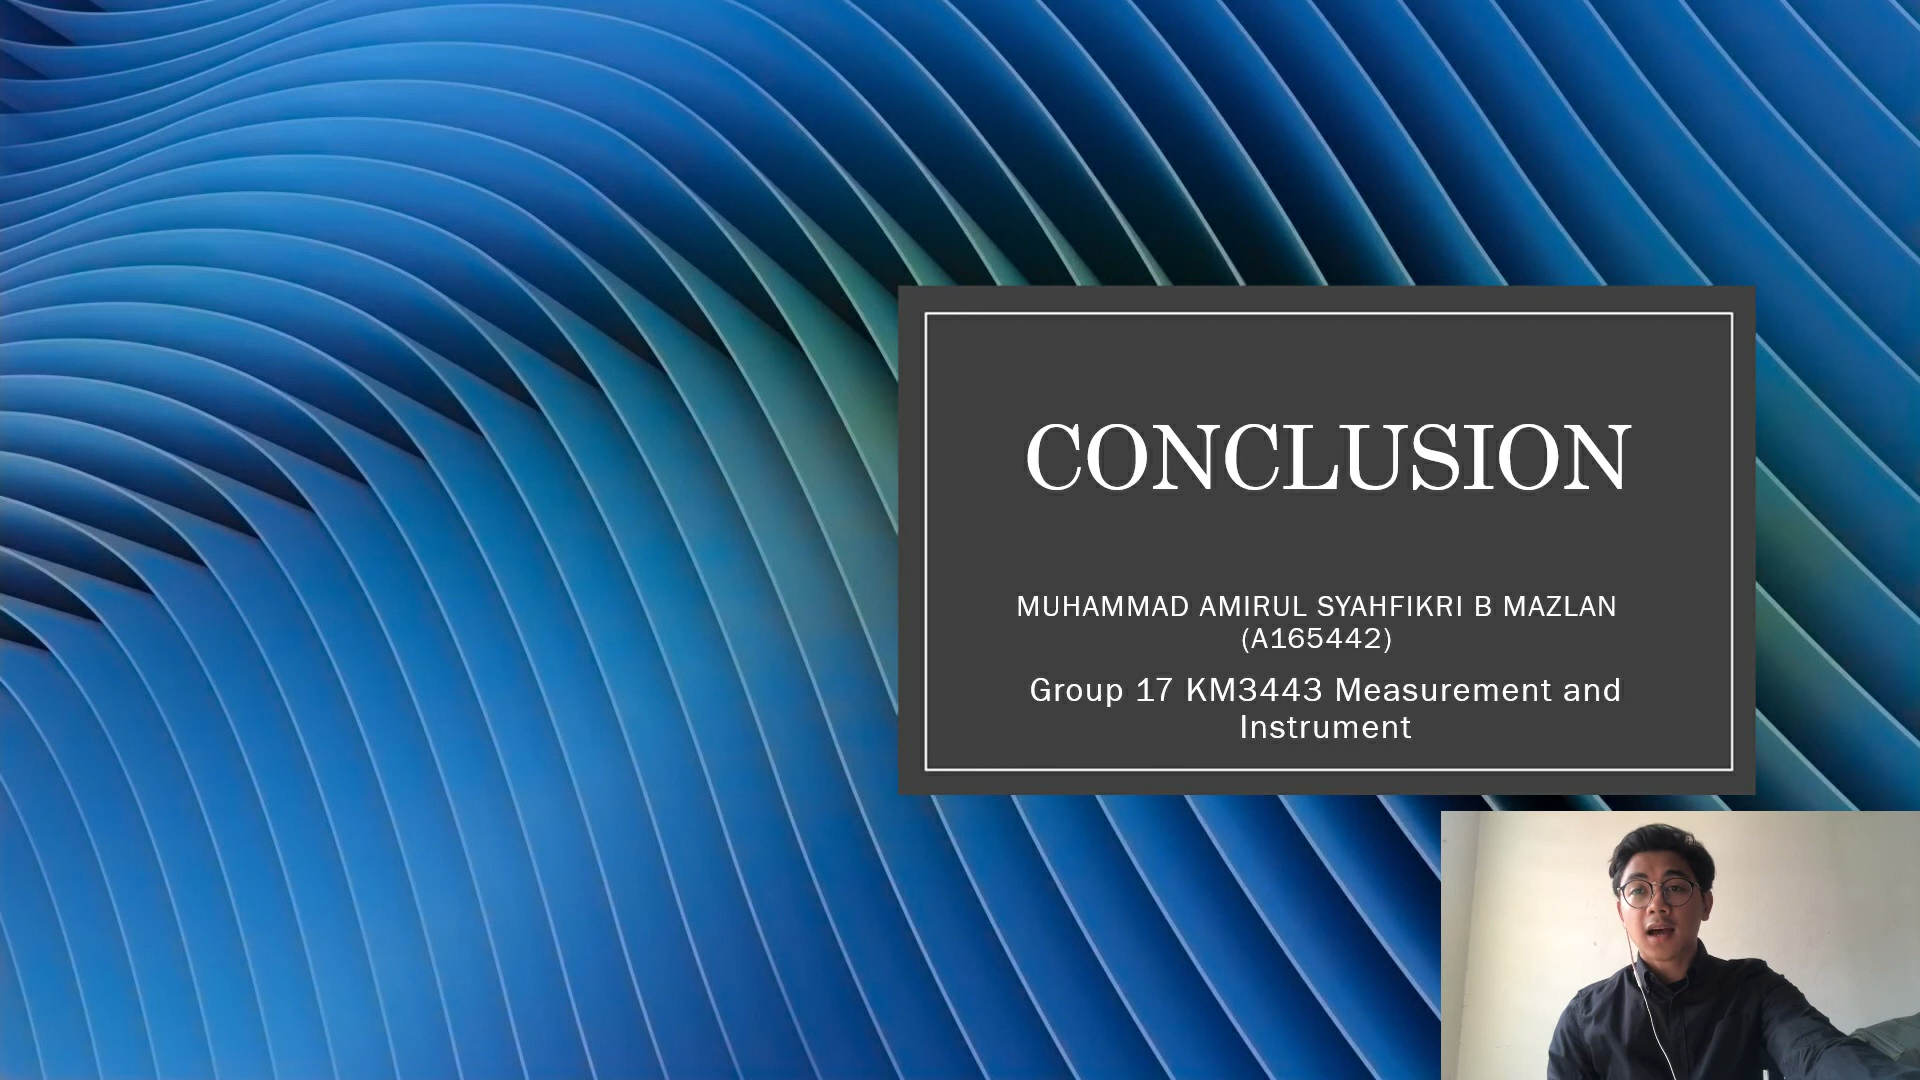 CONCLUSION
MUHAMMAD AMIRUL SYAHFIKRI B MAZLAN
(A165442)
Group 17 KM3443 Measurement and
Instrument